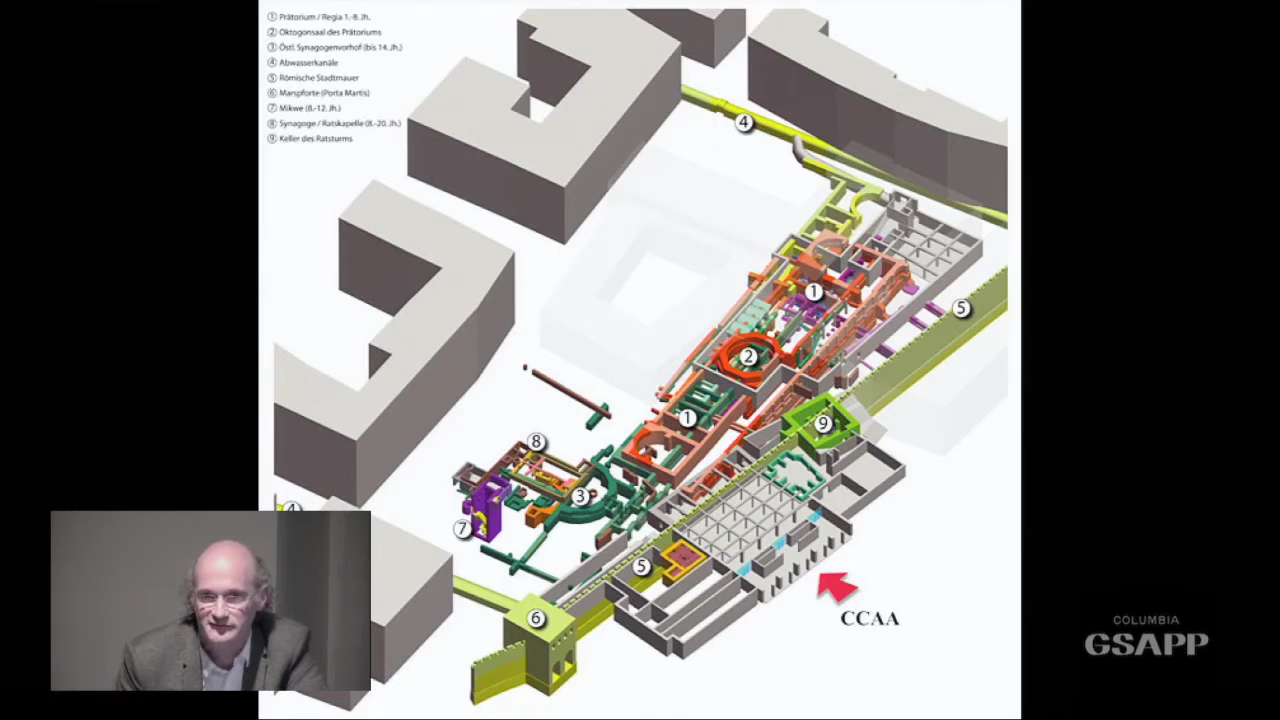 ① Prätorium / Regia 1.-8. Jh.
② Oktogonsaal des Prätoriums
③ Östl. Synagogenvorhof (bis 14. Jh.)
④ Abwasserkanäle
⑤ Römische Stadtmauer
⑥ Marspforte (Porta Martis)
⑦ Mikwe (8.-12. Jh.)
⑧ Synagoge / Ratskapelle (8.-20. Jh.)
⑨ Keller des Ratsturms
4
5
1
2
1
9
8
3
4
7
5
6
CCAA
COLUMBIA
GSAPP